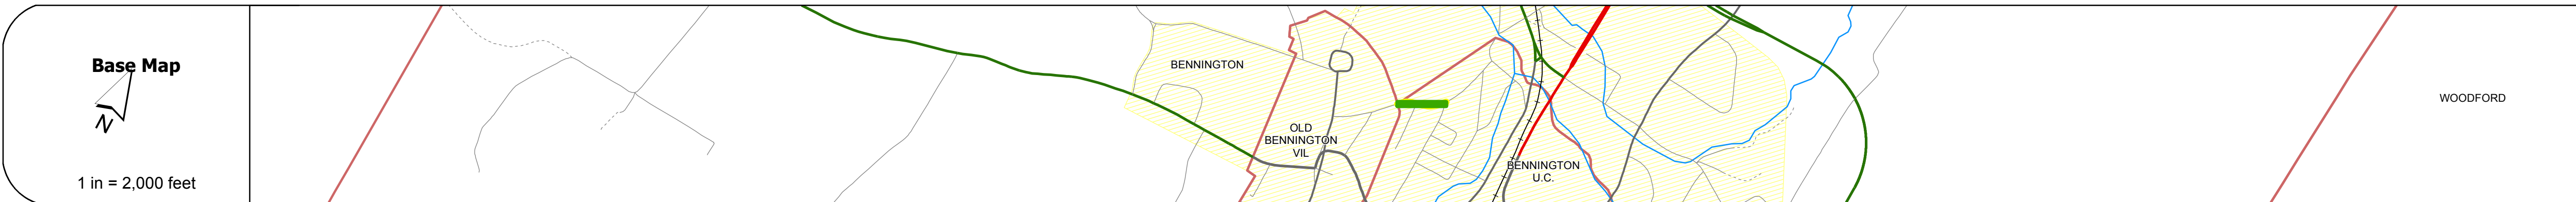 Base Map
N
1 in = 2,000 feet
BENNINGTON
OLD
BENNINGTON
VIL
BENNINGTON
U.C.
WOODFORD